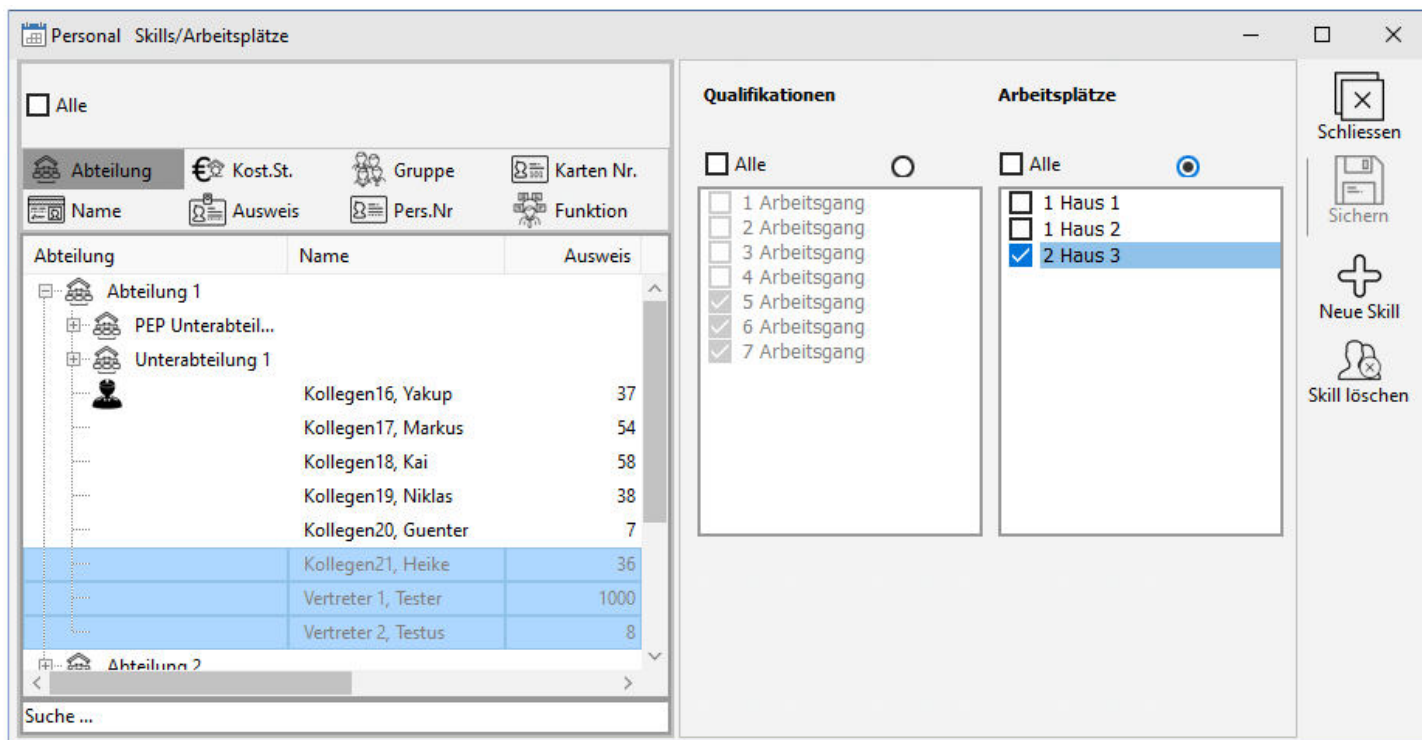 Personal Skills/Arbeitsplätze
Alle
Abteilung Kost.St. Gruppe Karten Nr.
Name Ausweis Pers.Nr Funktion
Abteilung Name Ausweis
Abteilung 1
PEP Unterabteil...
Unterabteilung 1
Kollegen16, Yakup 37
Kollegen17, Markus 54
Kollegen18, Kai 58
Kollegen19, Niklas 38
Kollegen20, Guenter 7
Kollegen21, Heike 36
Vertreter 1, Tester 1000
Vertreter 2, Testus 8
Abteilung 2
Suche ...
Qualifikationen
Alle
1 Arbeitsgang
2 Arbeitsgang
3 Arbeitsgang
4 Arbeitsgang
5 Arbeitsgang
6 Arbeitsgang
7 Arbeitsgang
Arbeitsplätze
Alle
1 Haus 1
1 Haus 2
2 Haus 3
Schliessen
Sichern
Neue Skill
Skill löschen